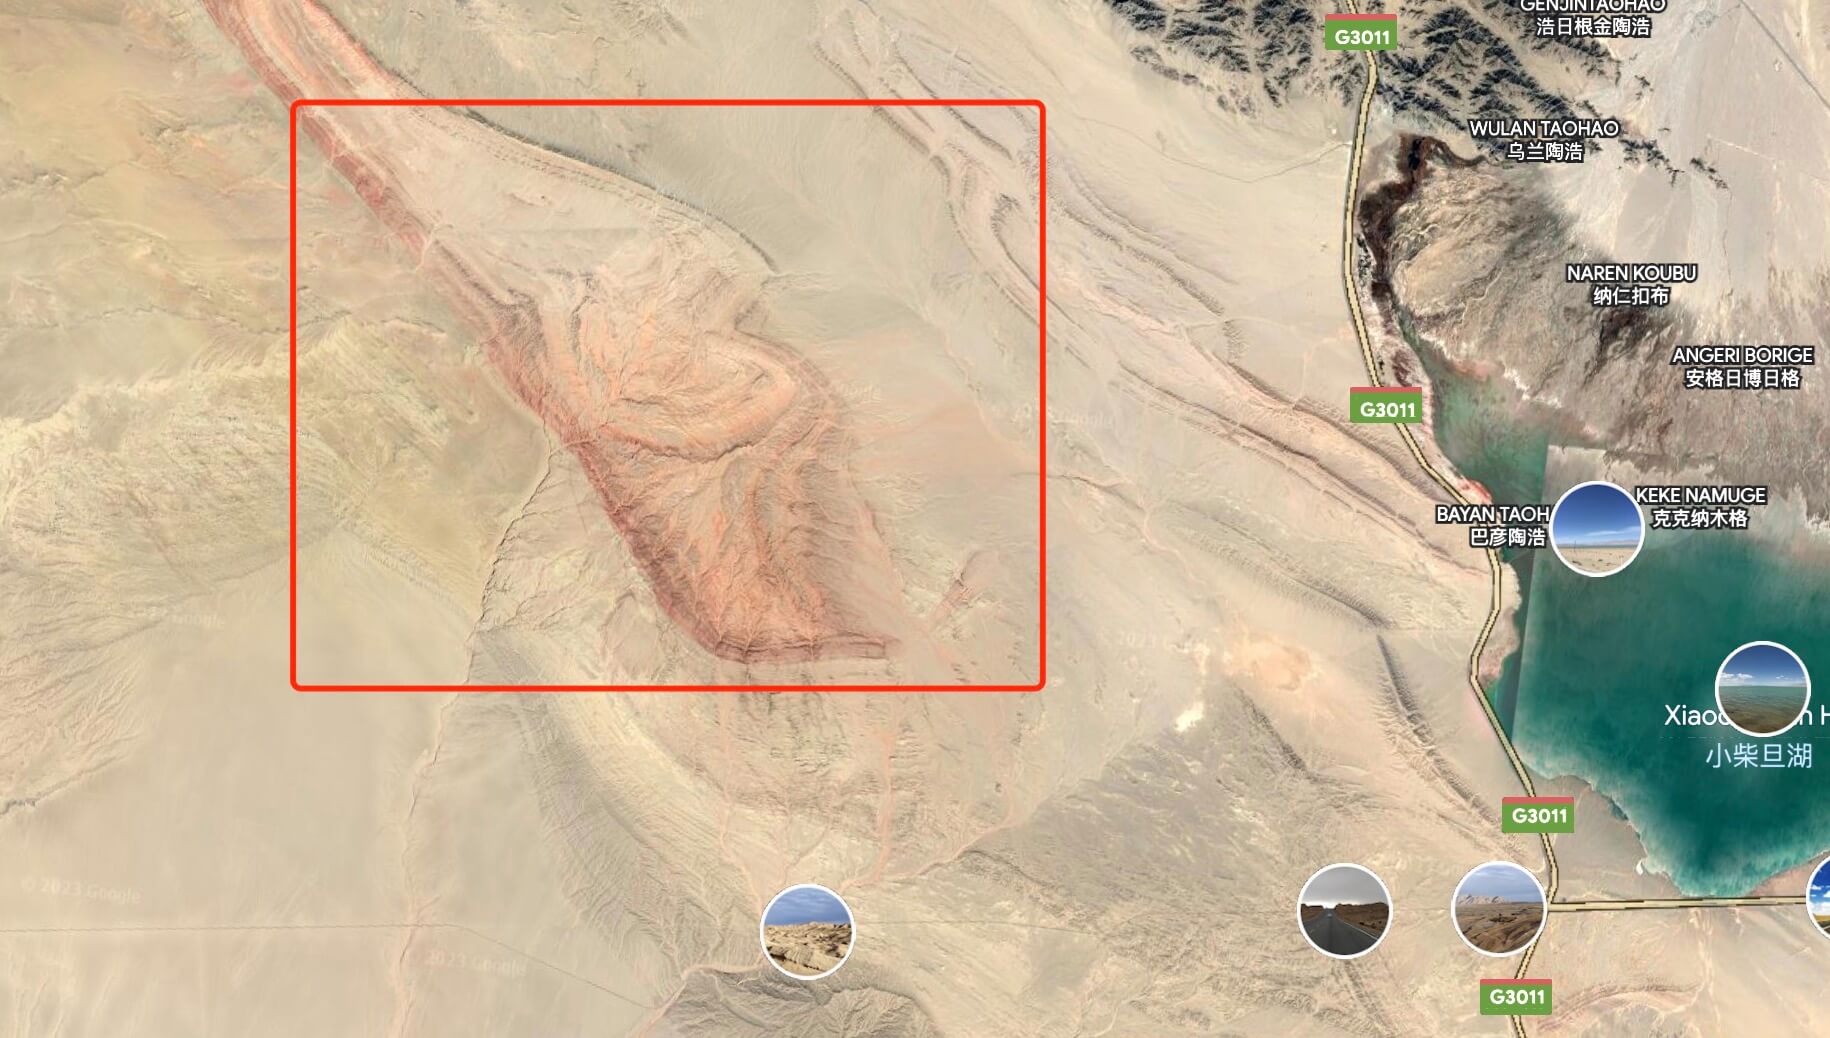 GENJINTAOHAO
浩日根金陶浩
G3011
WULAN TAOHAO
乌兰陶浩
NAREN KOUBU
纳仁扣布
ANGERI BORIGE
安格日博日格
G3011
KEKE NAMUGE
克克纳木格
BAYAN TAOH
巴彦陶浩
小柴旦湖
G3011
© 2023 Google
2023 Google
G3011